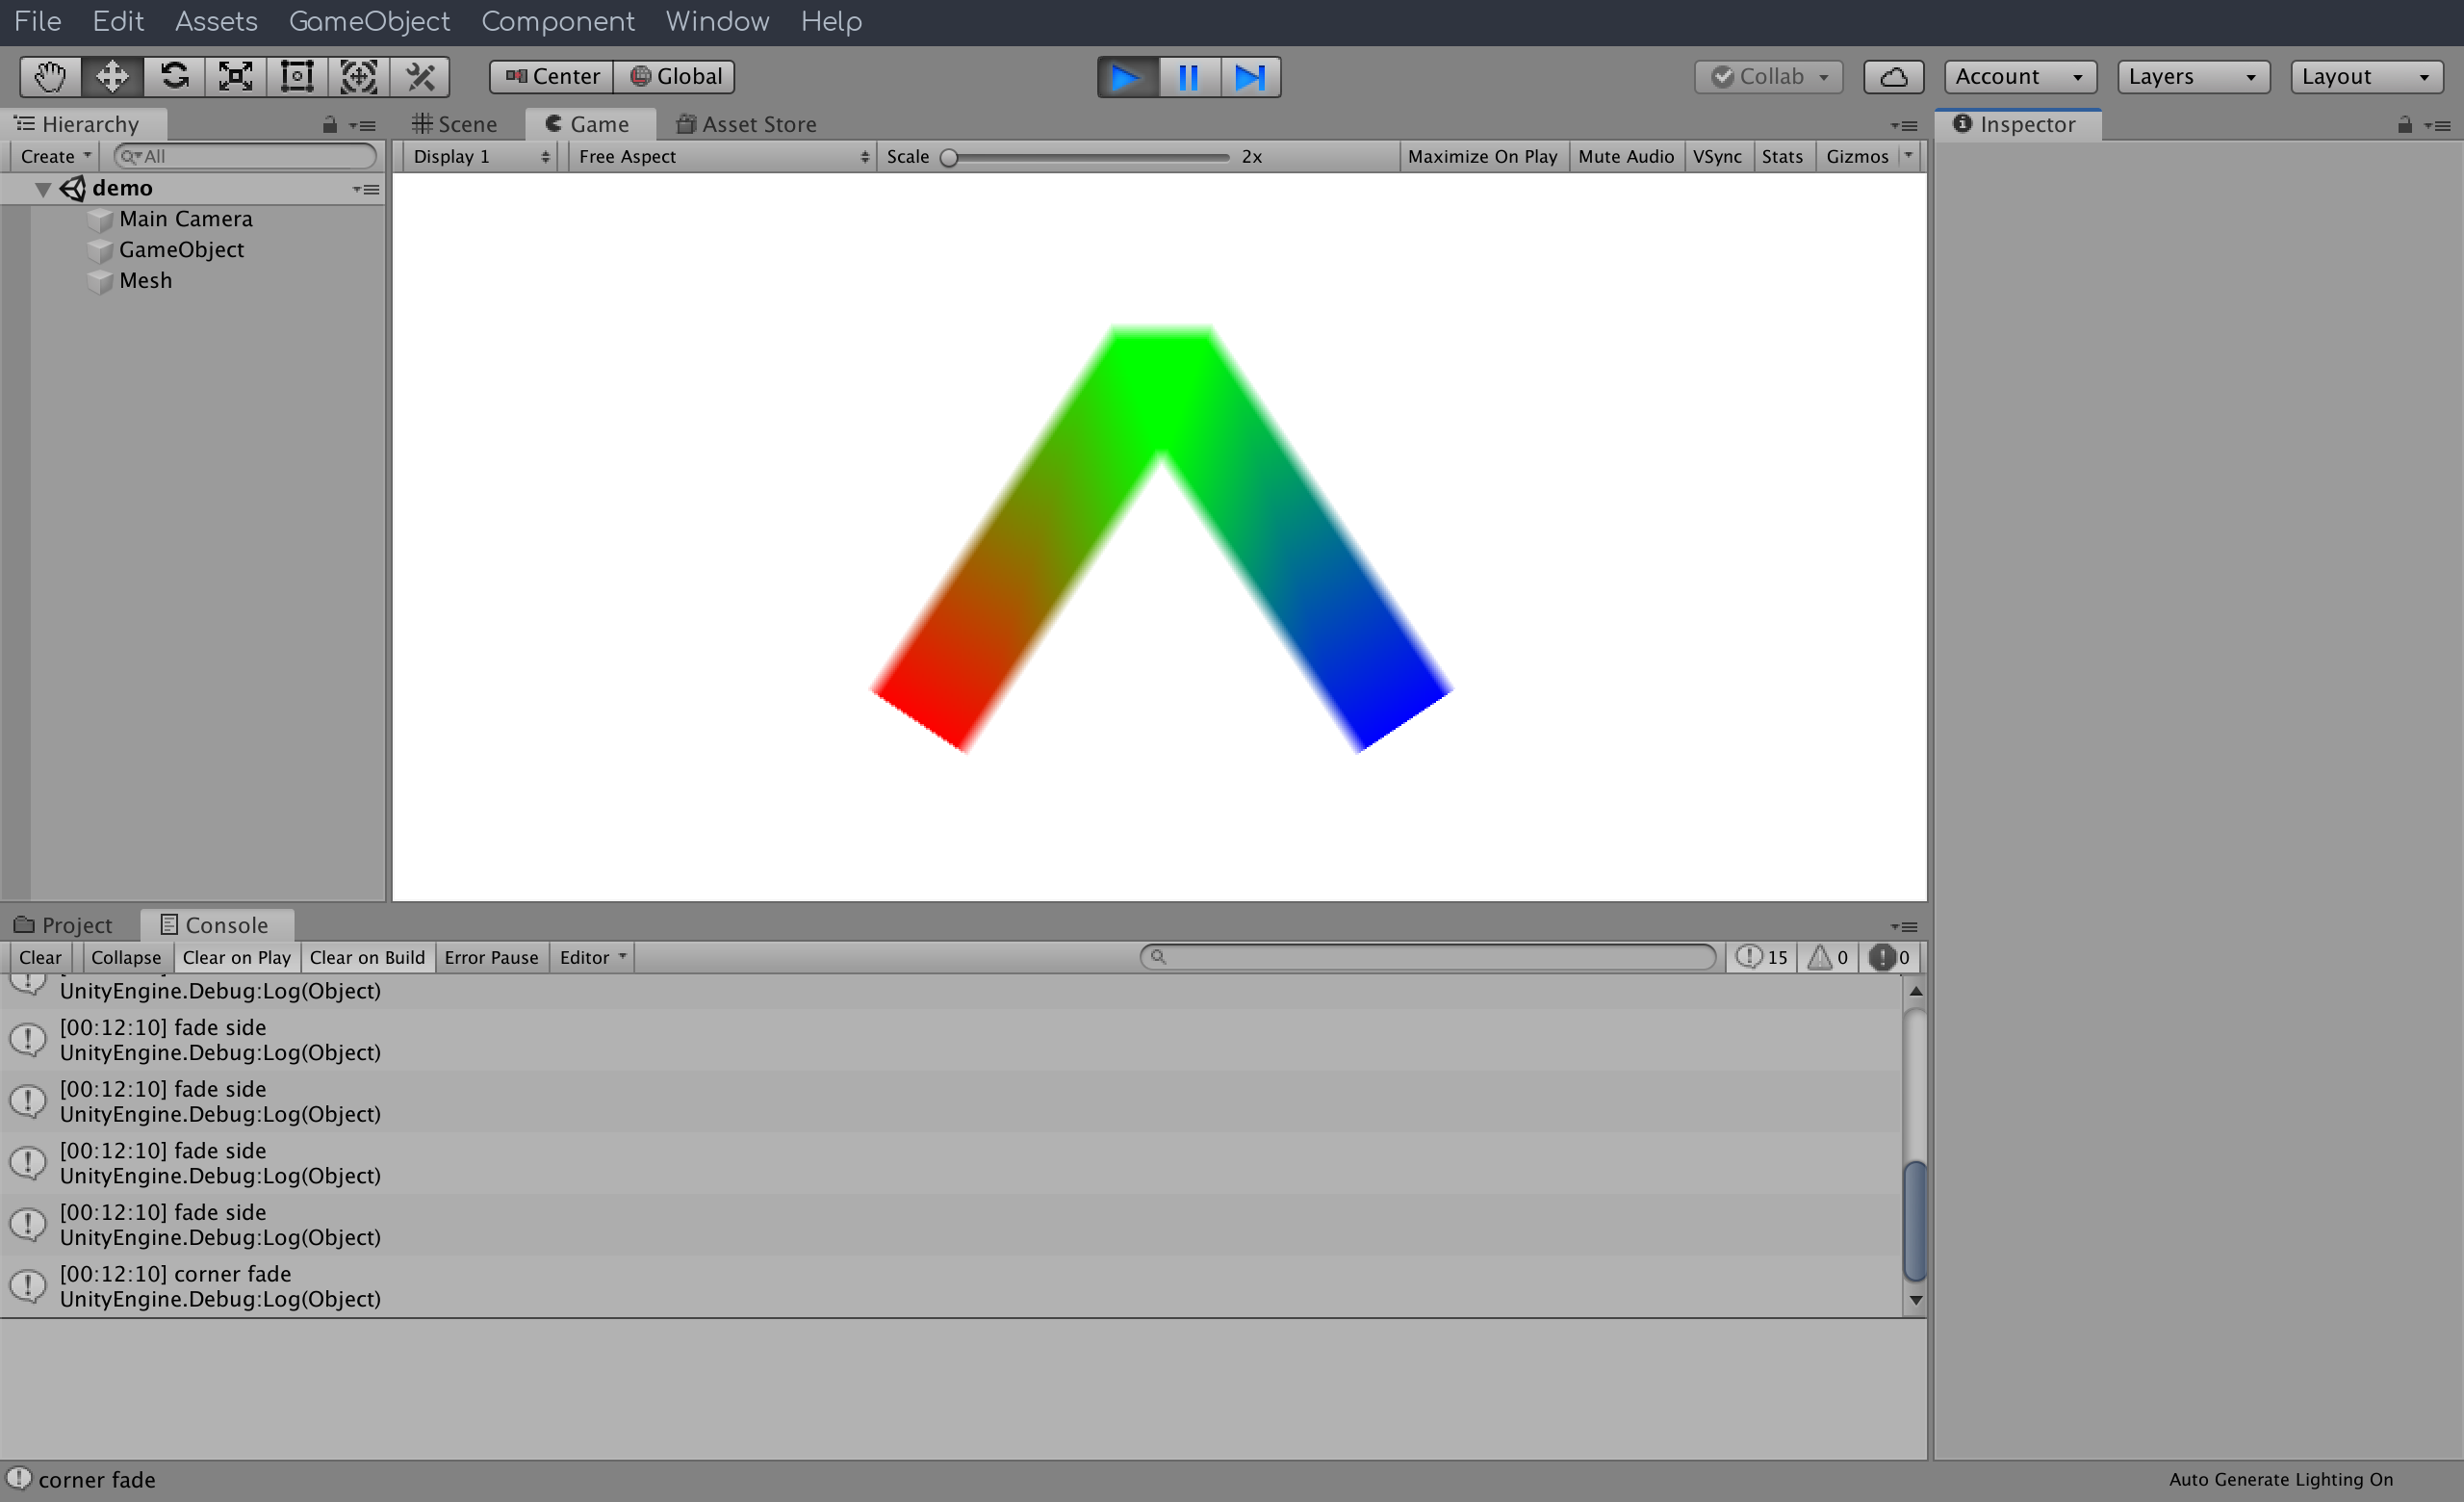 File Edit Assets GameObject Component Window Help
Center Global Collab Account Layers Layout
Hierarchy Scene Game Asset Store Inspector
Create All Display 1 Free Aspect Scale 2x Maximize On Play Mute Audio VSync Stats Gizmos
demo
Main Camera
GameObject
Mesh
Project Console
Clear Collapse Clear on Play Clear on Build Error Pause Editor 15 0 0
UnityEngine.Debug:Log(Object)
[00:12:10] fade side
UnityEngine.Debug:Log(Object)
[00:12:10] fade side
UnityEngine.Debug:Log(Object)
[00:12:10] fade side
UnityEngine.Debug:Log(Object)
[00:12:10] fade side
UnityEngine.Debug:Log(Object)
[00:12:10] corner fade
UnityEngine.Debug:Log(Object)
corner fade Auto Generate Lighting On